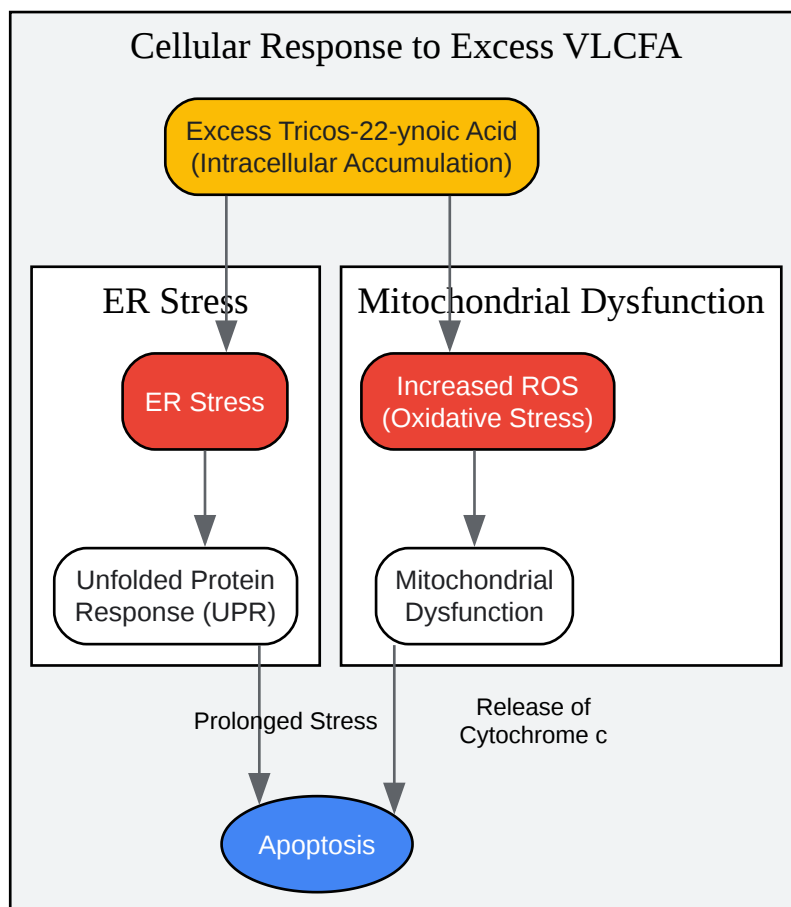 Cellular Response to Excess VLCFA
Excess Tricos-22-ynoic Acid
(Intracellular Accumulation)
ER Stress
Mitochondrial Dysfunction
ER Stress
Increased ROS
(Oxidative Stress)
Unfolded Protein
Response (UPR)
Mitochondrial
Dysfunction
Prolonged Stress
Release of
Cytochrome c
Apoptosis